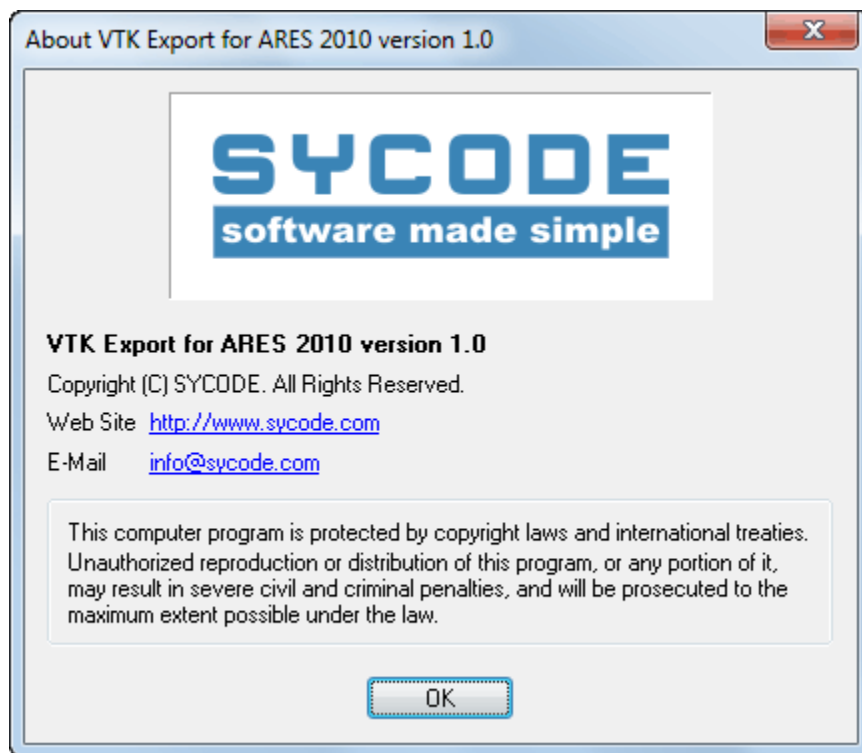 About VTK Export for ARES 2010 version 1.0
SYCODE
software made simple
VTK Export for ARES 2010 version 1.0
Copyright (C) SYCODE. All Rights Reserved.
Web Site http://www.sycode.com
E-Mail info@sycode.com
This computer program is protected by copyright laws and international treaties.
Unauthorized reproduction or distribution of this program, or any portion of it,
may result in severe civil and criminal penalties, and will be prosecuted to the
maximum extent possible under the law.
OK